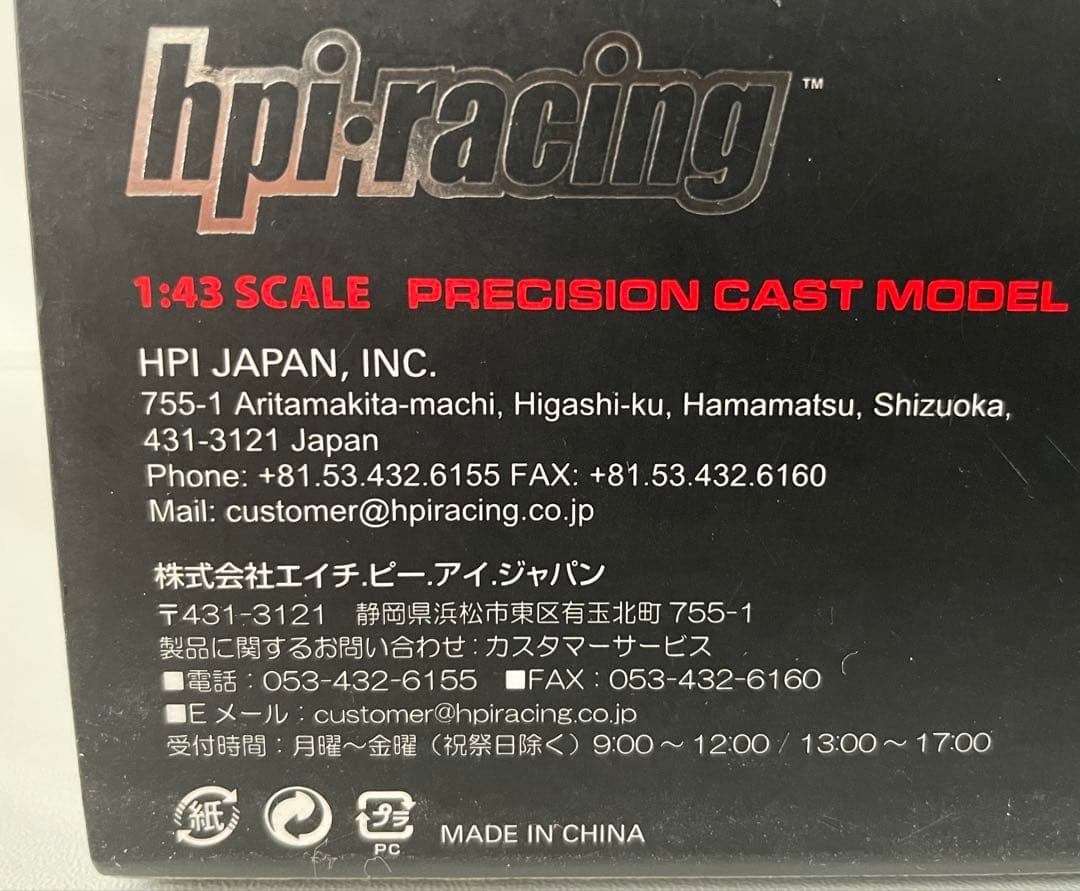 hpi·racing™
1:43 SCALE PRECISION CAST MODEL
HPI JAPAN, INC.
755-1 Aritamakita-machi, Higashi-ku, Hamamatsu, Shizuoka,
431-3121 Japan
Phone: +81.53.432.6155 FAX: +81.53.432.6160
Mail: customer@hpiracing.co.jp
株式会社エイチ.ピー.アイ.ジャパン
〒431-3121 静岡県浜松市東区有玉北町 755-1
製品に関するお問い合わせ：カスタマーサービス
■電話：053-432-6155 ■FAX：053-432-6160
■E メール：customer@hpiracing.co.jp
受付時間：月曜～金曜（祝祭日除く）9:00～12:00 / 13:00～17:00
紙 プラ PC MADE IN CHINA